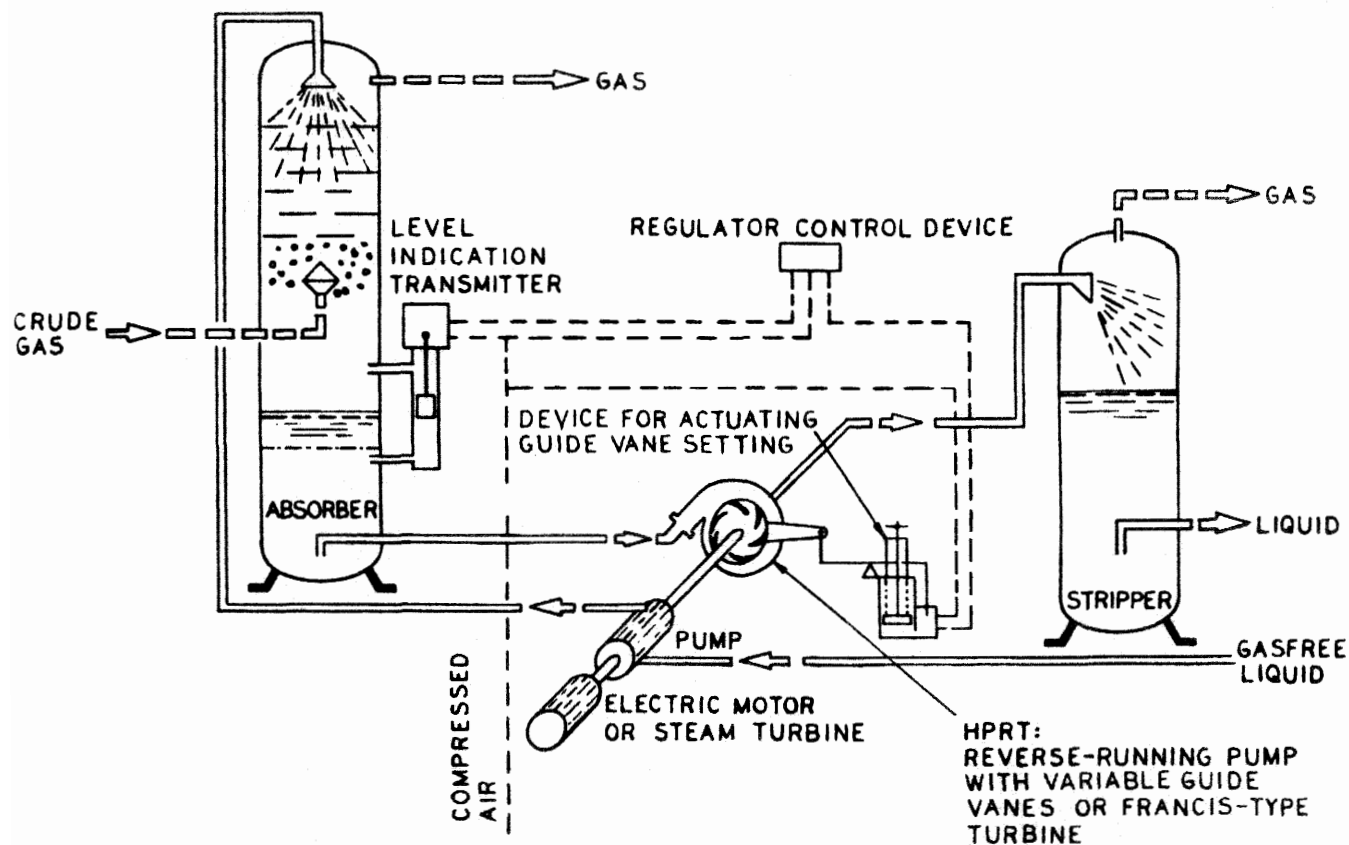 GAS
GAS
LEVEL
INDICATION
TRANSMITTER
REGULATOR CONTROL DEVICE
CRUDE
GAS
DEVICE FOR ACTUATING
GUIDE VANE SETTING
ABSORBER
LIQUID
STRIPPER
PUMP
GASFREE
LIQUID
ELECTRIC MOTOR
OR STEAM TURBINE
COMPRESSED
AIR
HPRT:
REVERSE-RUNNING PUMP
WITH VARIABLE GUIDE
VANES OR FRANCIS-TYPE
TURBINE